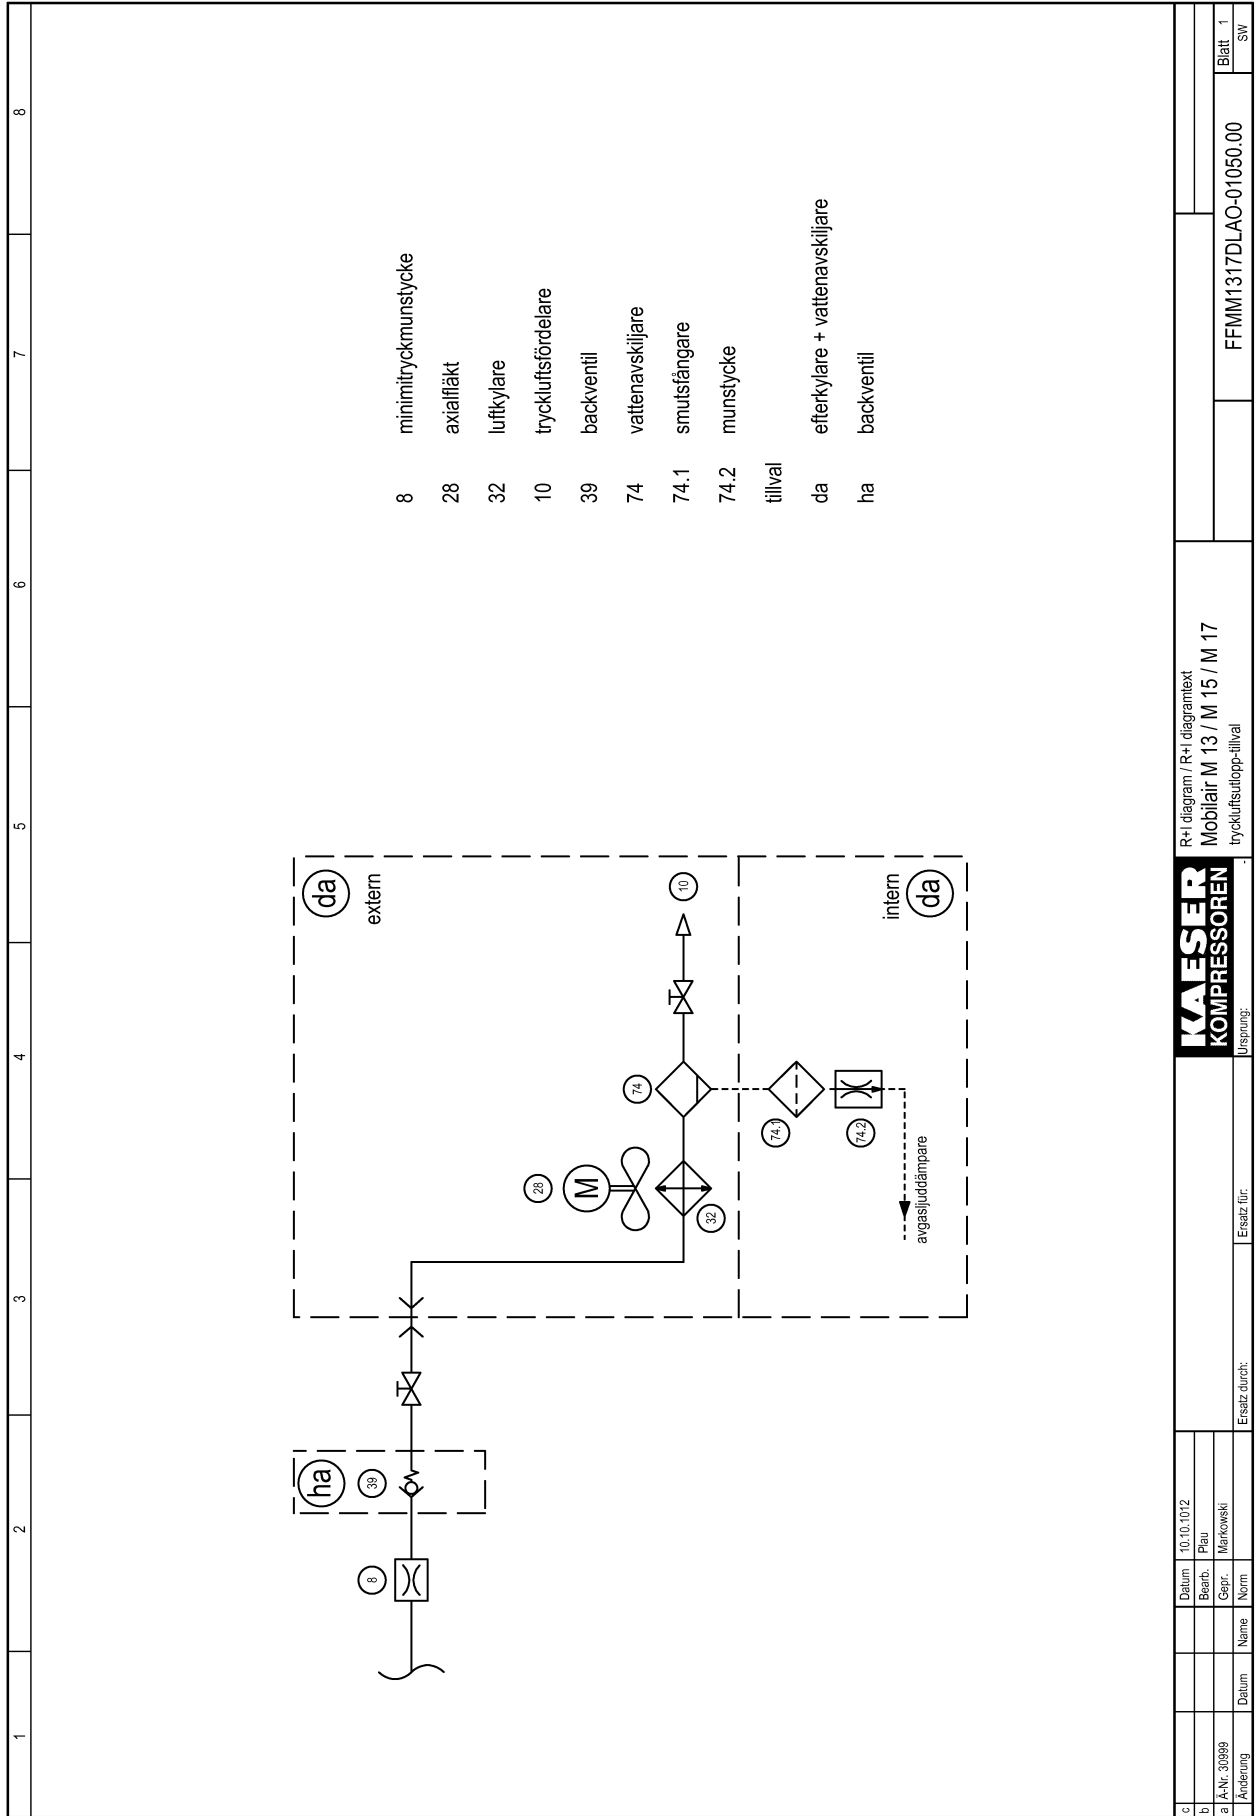 1 2 3 4 5 6 7 8
ha
39
8
da
extern
28
M
32
74
10
74.1
74.2
intern
da
avgasljuddämpare
8 minimitryckmunstycke
28 axialfläkt
32 luftkylare
10 tryckluftsfördelare
39 backventil
74 vattenavskiljare
74.1 smutsfångare
74.2 munstycke
tillval
da efterkylare + vattenavskiljare
ha backventil
c Datum 10.10.1012
b Bearb. Plau
a Ä-Nr. 30999 Gepr. Markowski
Änderung Datum Name Norm
Ersatz durch: Ersatz für: Ursprung: -
KAESER
KOMPRESSOREN
R+I diagram / R+I diagramtext
Mobilair M 13 / M 15 / M 17
tryckluftsutlopp-tillval
FFMM1317DLAO-01050.00
Blatt 1
SW